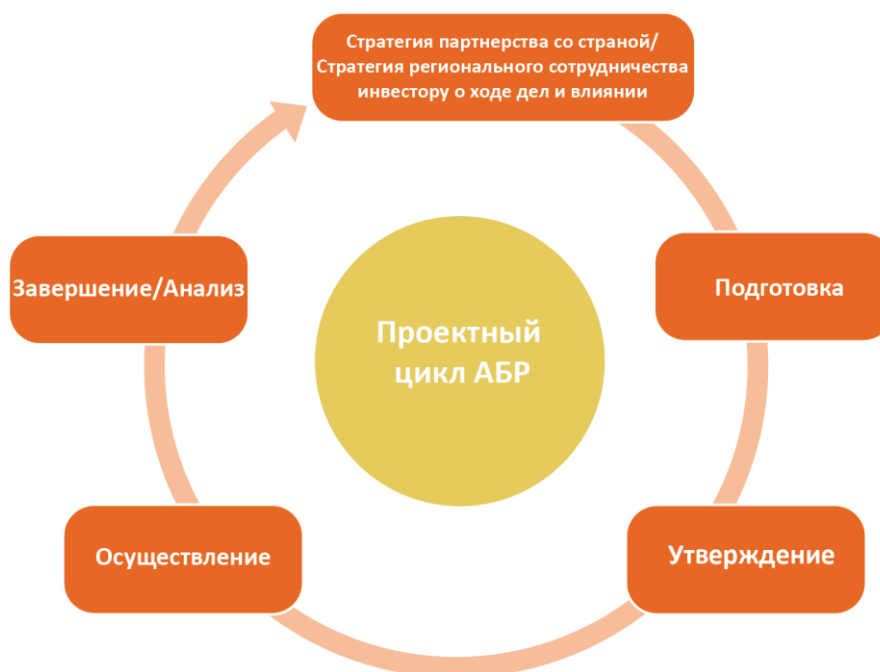 Стратегия партнерства со страной/
Стратегия регионального сотрудничества
инвестору о ходе дел и влиянии
Завершение/Анализ
Подготовка
Проектный
цикл АБР
Осуществление
Утверждение